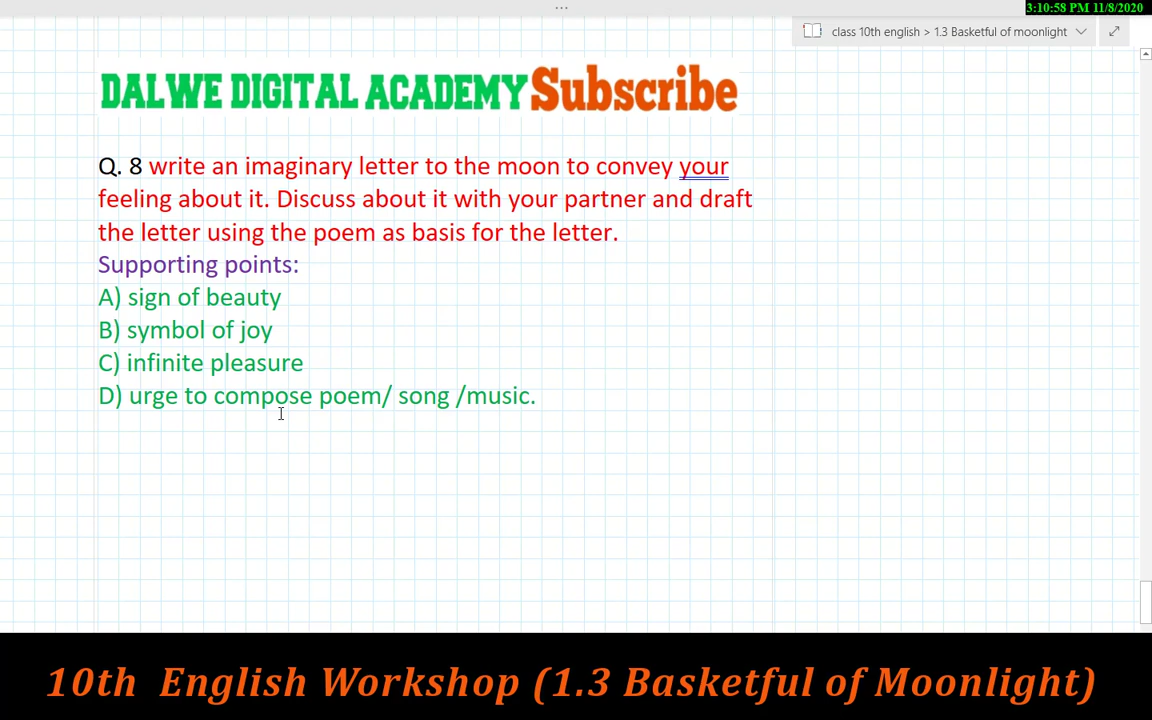 3:10:58 PM 11/8/2020
class 10th english > 1.3 Basketful of moonlight
DALWE DIGITAL ACADEMY Subscribe
Q. 8 write an imaginary letter to the moon to convey your
feeling about it. Discuss about it with your partner and draft
the letter using the poem as basis for the letter.
Supporting points:
A) sign of beauty
B) symbol of joy
C) infinite pleasure
D) urge to compose poem/ song /music.
10th English Workshop (1.3 Basketful of Moonlight)